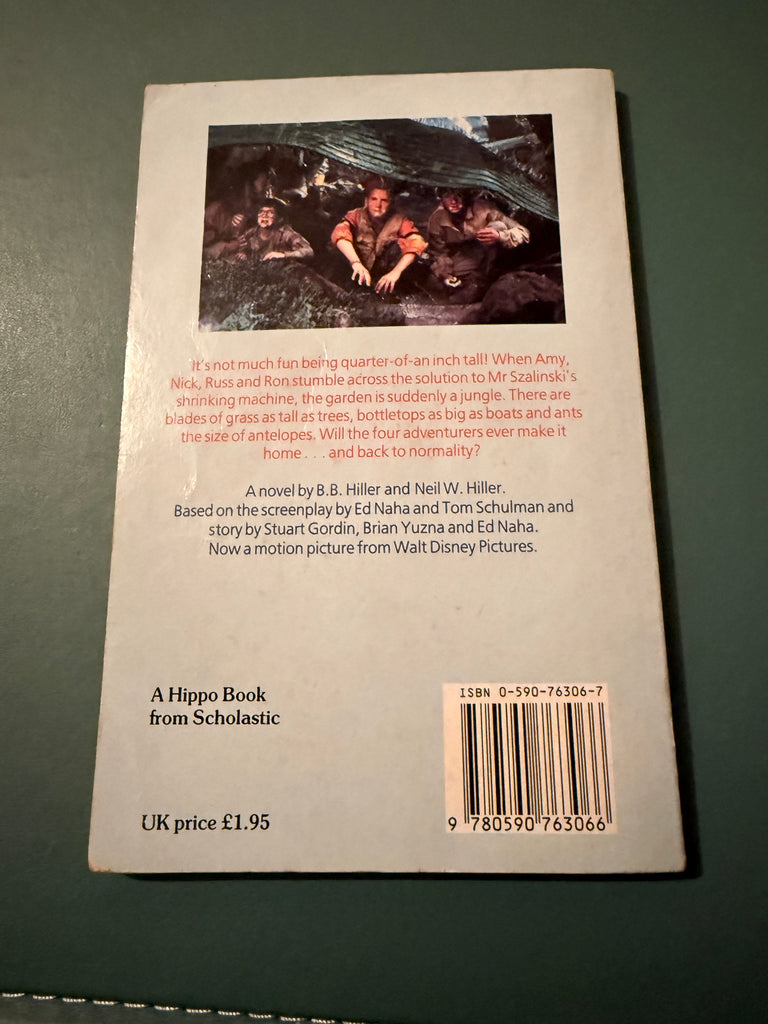 It's not much fun being quarter-of-an inch tall! When Amy,
Nick, Russ and Ron stumble across the solution to Mr Szalinski's
shrinking machine, the garden is suddenly a jungle. There are
blades of grass as tall as trees, bottletops as big as boats and ants
the size of antelopes. Will the four adventurers ever make it
home . . . and back to normality?
A novel by B.B. Hiller and Neil W. Hiller.
Based on the screenplay by Ed Naha and Tom Schulman and
story by Stuart Gordin, Brian Yuzna and Ed Naha.
Now a motion picture from Walt Disney Pictures.
A Hippo Book
from Scholastic
UK price £1.95
ISBN 0-590-76306-7
9 780590 763066